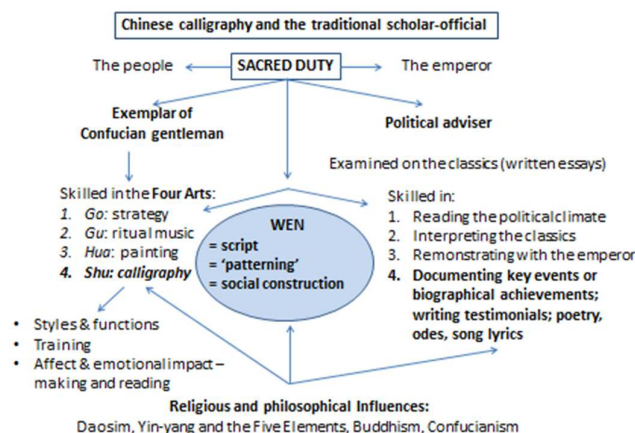 Chinese calligraphy and the traditional scholar-official
The people
SACRED DUTY
The emperor
Exemplar of
Confucian gentleman
Political adviser
Examined on the classics (written essays)
Skilled in the Four Arts:
1. Go: strategy
2. Gu: ritual music
3. Hua: painting
4. Shu: calligraphy
WEN
= script
= ‘patterning’
= social construction
Skilled in:
1. Reading the political climate
2. Interpreting the classics
3. Remonstrating with the emperor
4. Documenting key events or
biographical achievements;
writing testimonials; poetry,
odes, song lyrics
• Styles & functions
• Training
• Affect & emotional impact –
making and reading
Religious and philosophical Influences:
Daosim, Yin-yang and the Five Elements, Buddhism, Confucianism